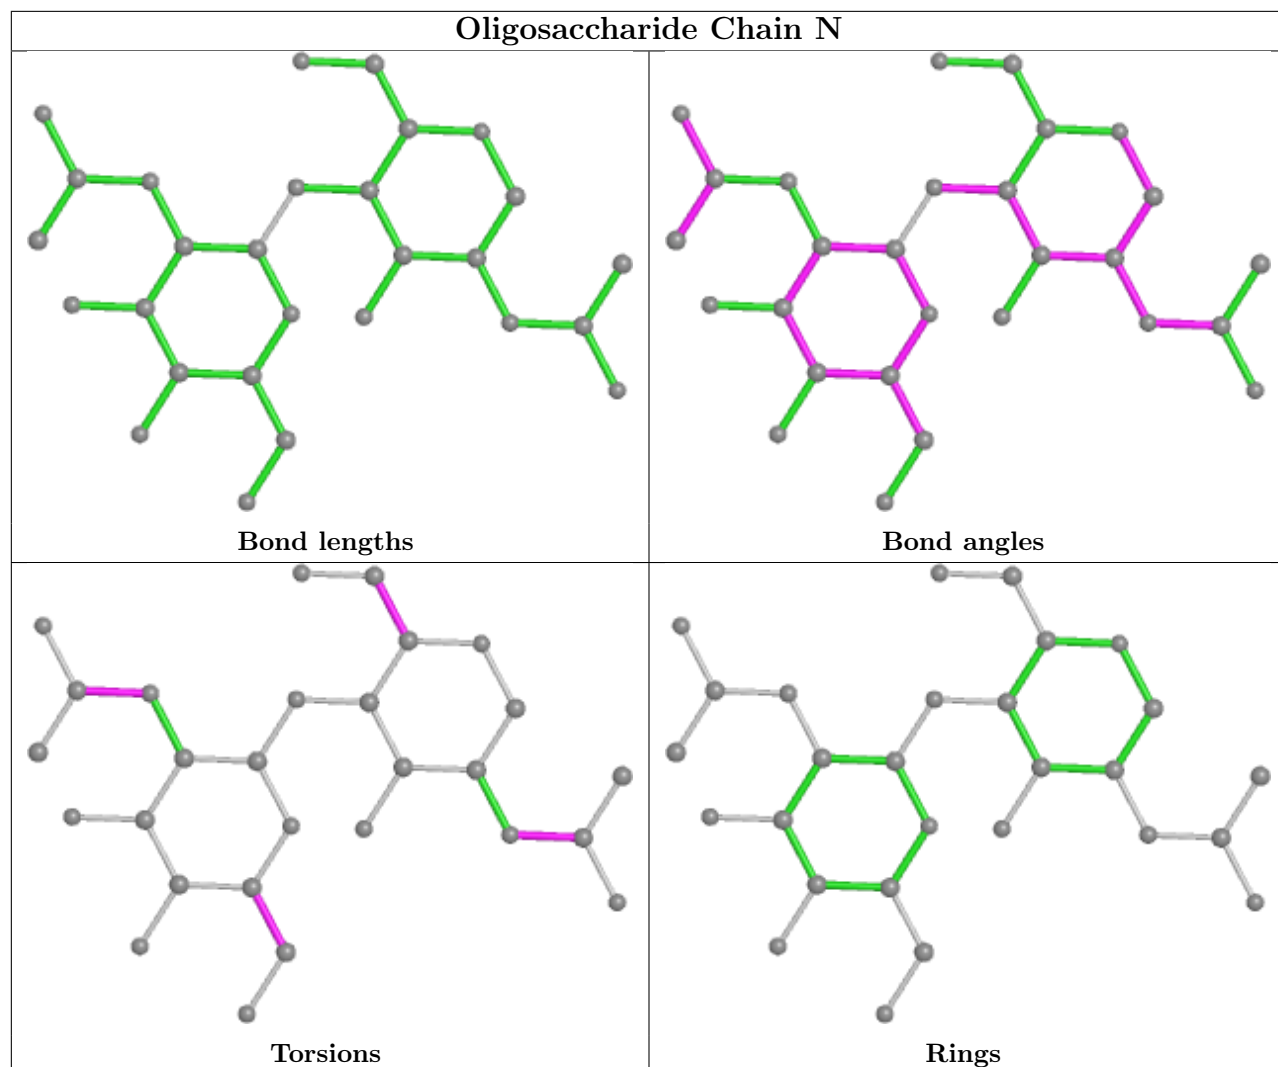 Oligosaccharide Chain N
Bond lengths
Bond angles
Torsions
Rings